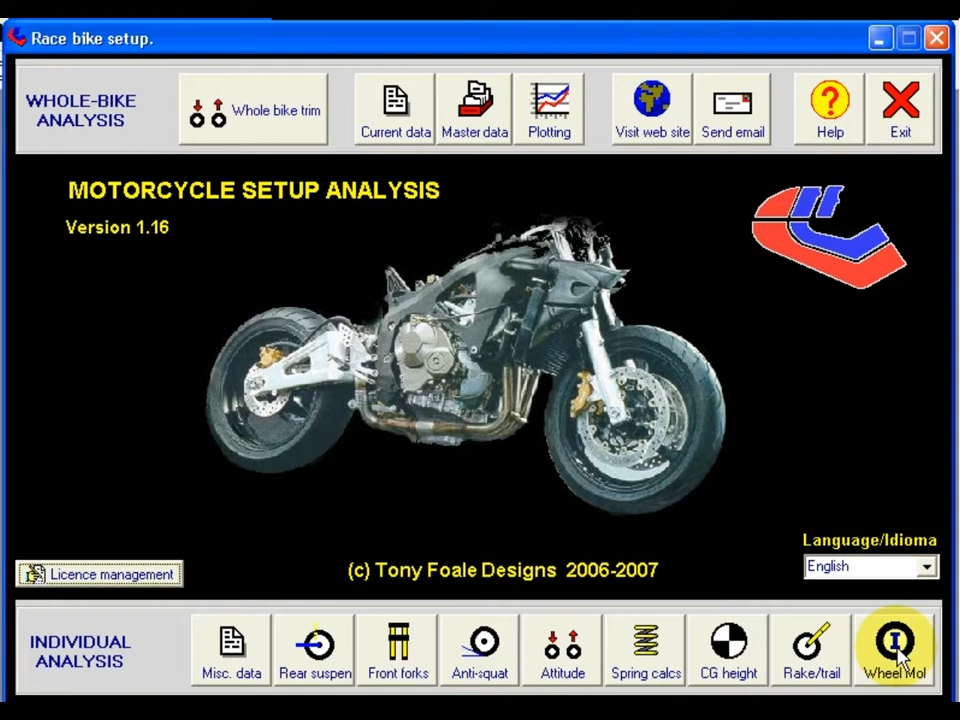 Race bike setup.
WHOLE-BIKE
ANALYSIS
Whole bike trim
Current data
Master data
Plotting
Visit web site
Send email
Help
Exit
MOTORCYCLE SETUP ANALYSIS
Version 1.16
Language/Idioma
English
Licence management
(c) Tony Foale Designs 2006-2007
INDIVIDUAL
ANALYSIS
Misc. data
Rear suspen
Front forks
Anti-squat
Attitude
Spring calcs
CG height
Rake/trail
Wheel MoI